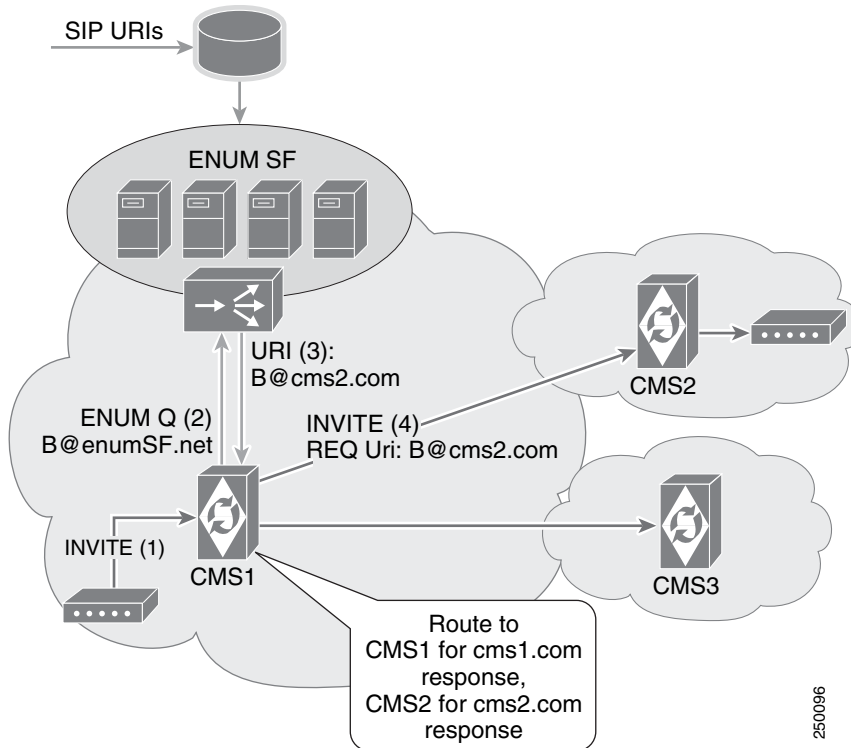 SIP URIs
ENUM SF
URI (3):
B@cms2.com
ENUM Q (2)
B@enumSF.net
INVITE (4)
REQ Uri: B@cms2.com
CMS2
INVITE (1)
CMS1
CMS3
Route to
CMS1 for cms1.com
response,
CMS2 for cms2.com
response
250096